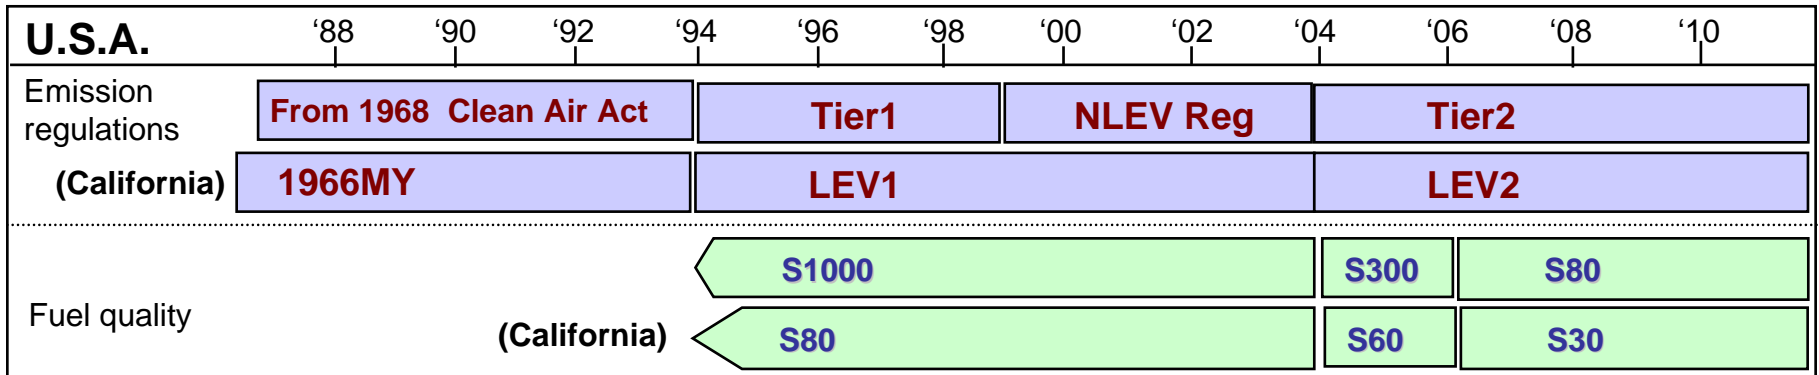 U.S.A. ‘88 ‘90 ‘92 ‘94 ‘96 ‘98 ‘00 ‘02 ‘04 ‘06 ‘08 ‘10
Emission
regulations
From 1968 Clean Air Act Tier1 NLEV Reg Tier2
(California) 1966MY LEV1 LEV2
S1000 S300 S80
Fuel quality
(California) S80 S60 S30